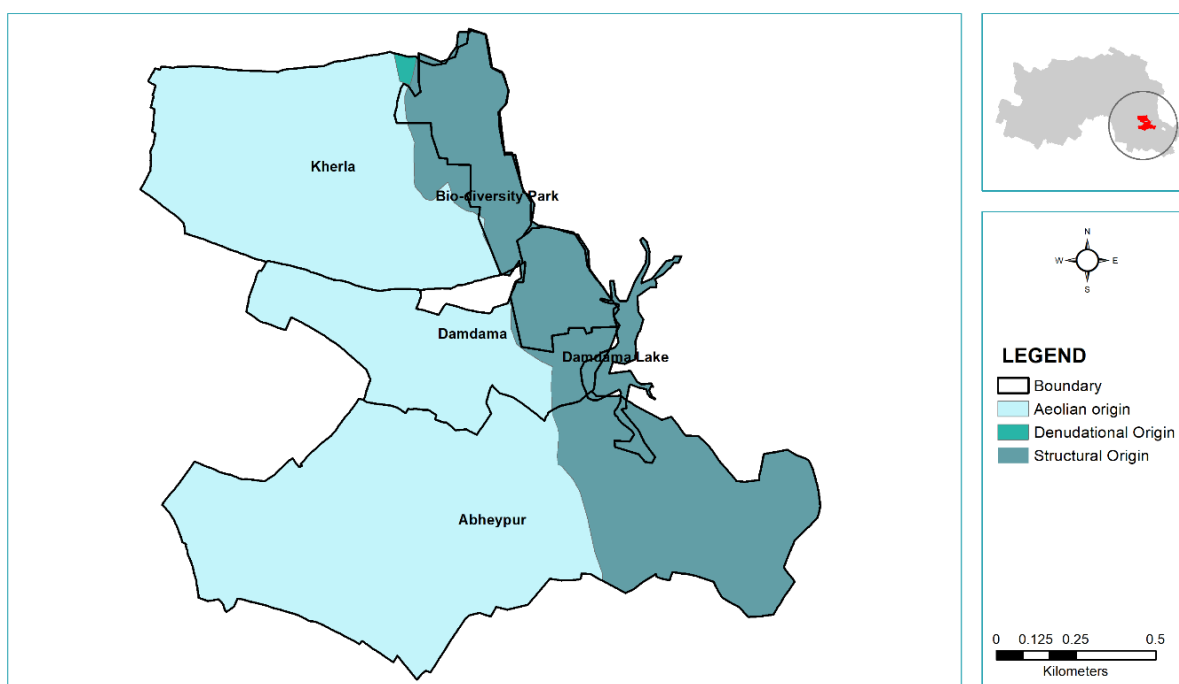 Kherla
Bio-diversity Park
Damdama
Damdama Lake
Abheypur
N
W E
S
LEGEND
Boundary
Aeolian origin
Denudational Origin
Structural Origin
0 0.125 0.25 0.5
Kilometers